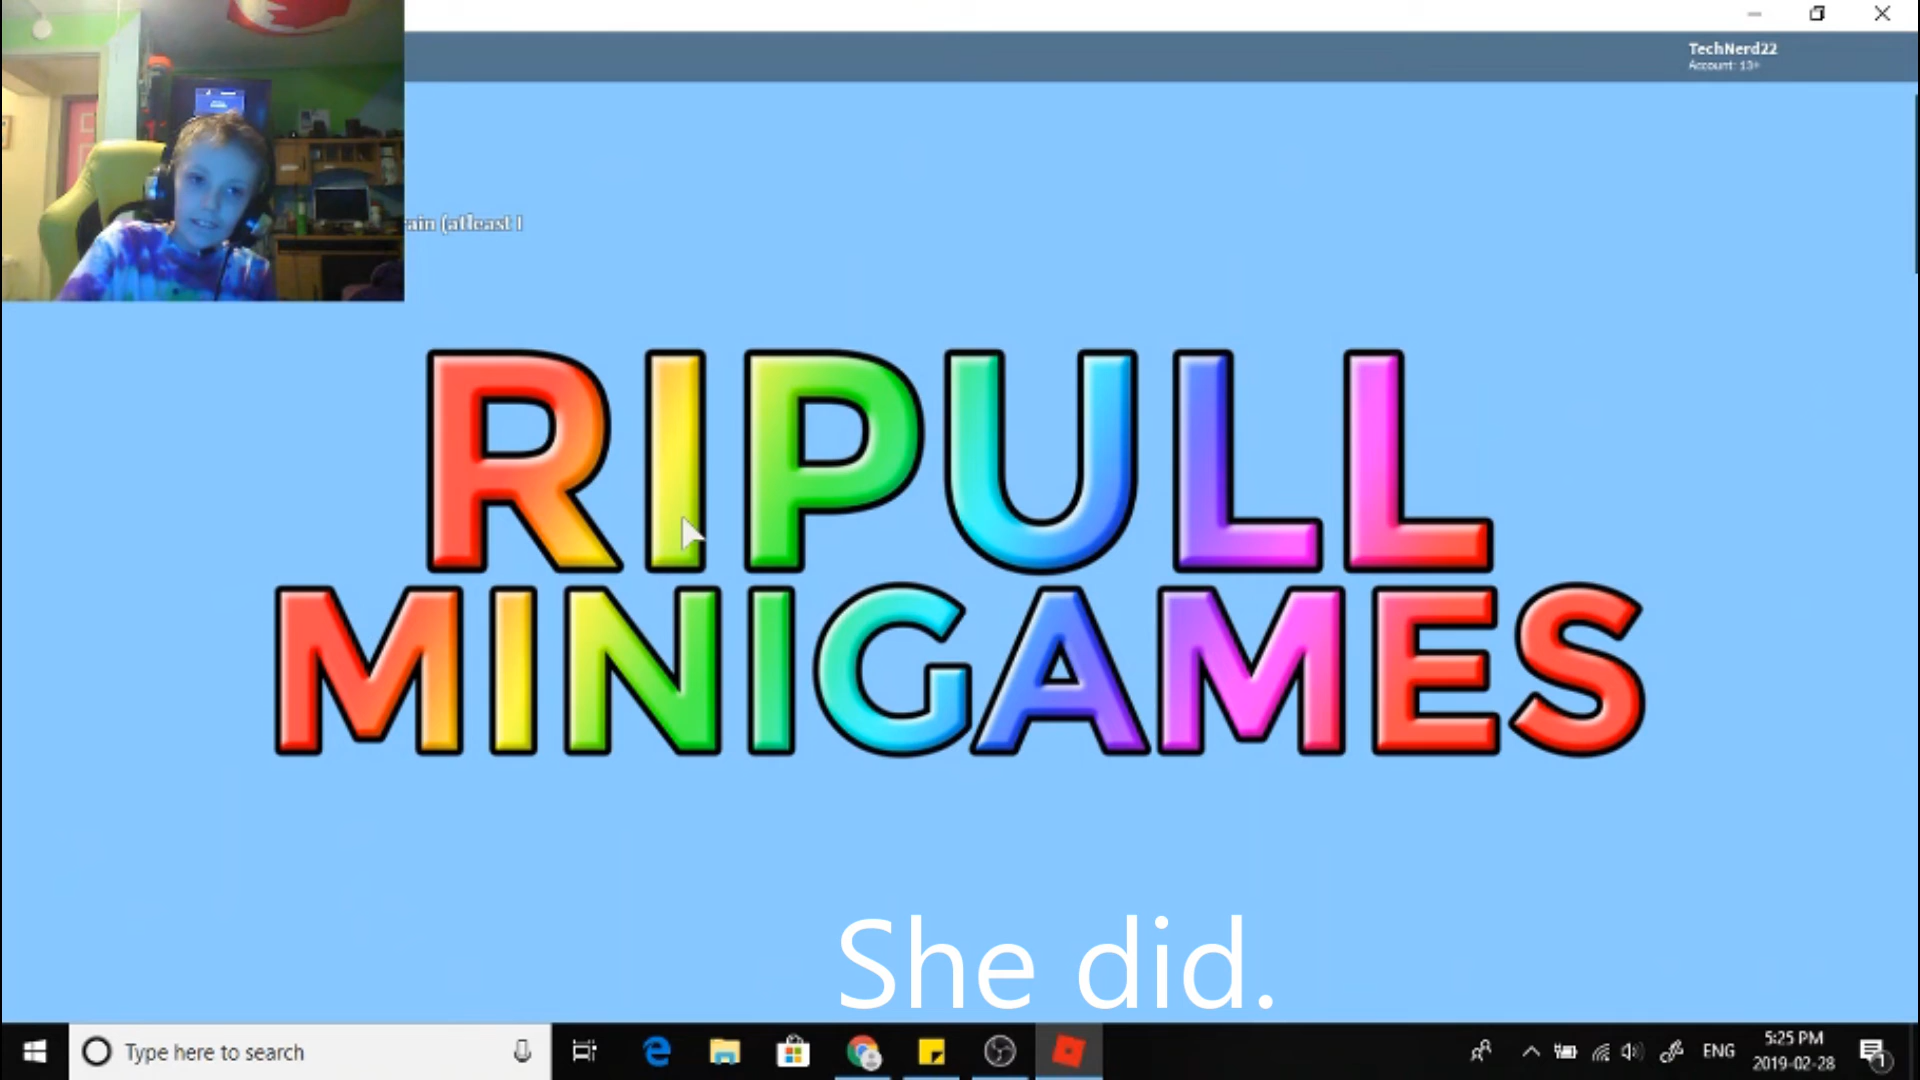 TechNerd22
Account: 13+
ain (atleast I
RIPULL
MINIGAMES
She did.
Type here to search
ENG
5:25 PM
2019-02-28
1